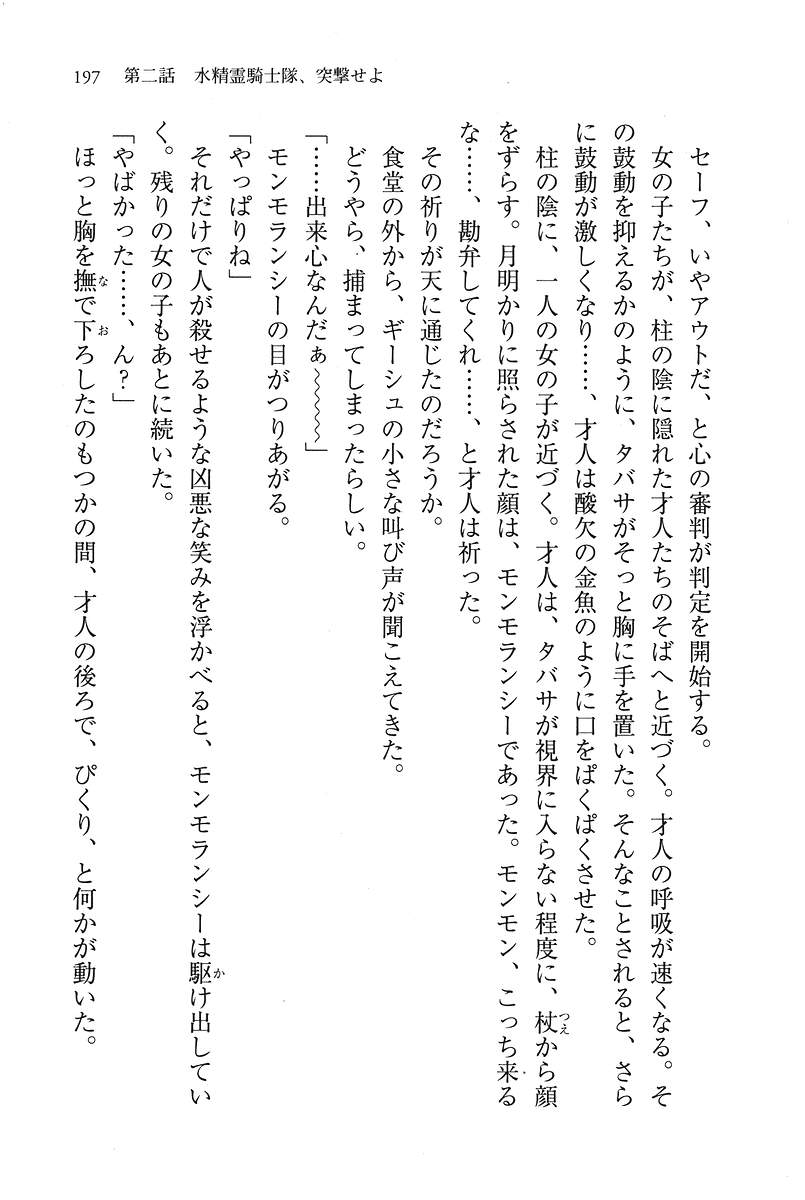 197　第二話　水精霊騎士隊、突撃せよ
　セーフ、いやアウトだ、と心の審判が判定を開始する。
　女の子たちが、柱の陰に隠れた才人たちのそばへと近づく。才人の呼吸が速くなる。そ
の鼓動を抑えるかのように、タバサがそっと胸に手を置いた。そんなことされると、さら
に鼓動が激しくなり……、才人は酸欠の金魚のように口をぱくぱくさせた。
　柱の陰に、一人の女の子が近づく。才人は、タバサが視界に入らない程度に、杖から顔
をずらす。月明かりに照らされた顔は、モンモランシーであった。モンモン、こっち来る
な……、勘弁してくれ……、と才人は祈った。
　その祈りが天に通じたのだろうか。
　食堂の外から、ギーシュの小さな叫び声が聞こえてきた。
　どうやら、捕まってしまったらしい。
「……出来心なんだぁ〜〜〜〜」
　モンモランシーの目がつりあがる。
「やっぱりね」
　それだけで人が殺せるような凶悪な笑みを浮かべると、モンモランシーは駆け出してい
く。残りの女の子もあとに続いた。
「やばかった……、ん？」
　ほっと胸を撫で下ろしたのもつかの間、才人の後ろで、ぴくり、と何かが動いた。